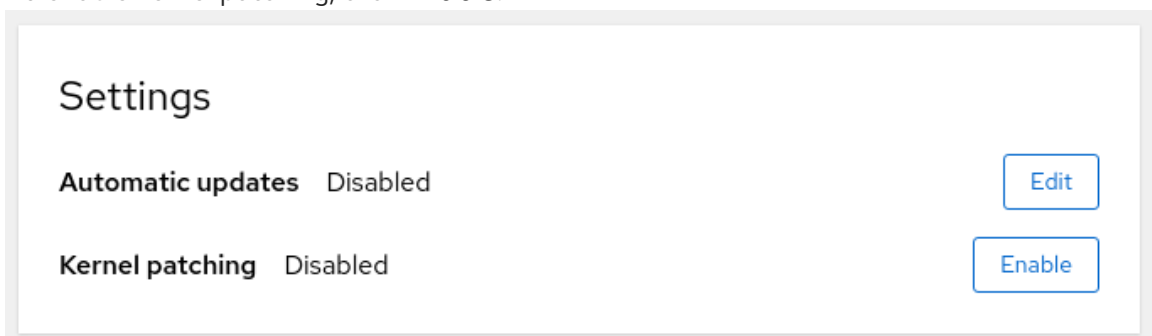 Settings
Automatic updates Disabled Edit
Kernel patching Disabled Enable